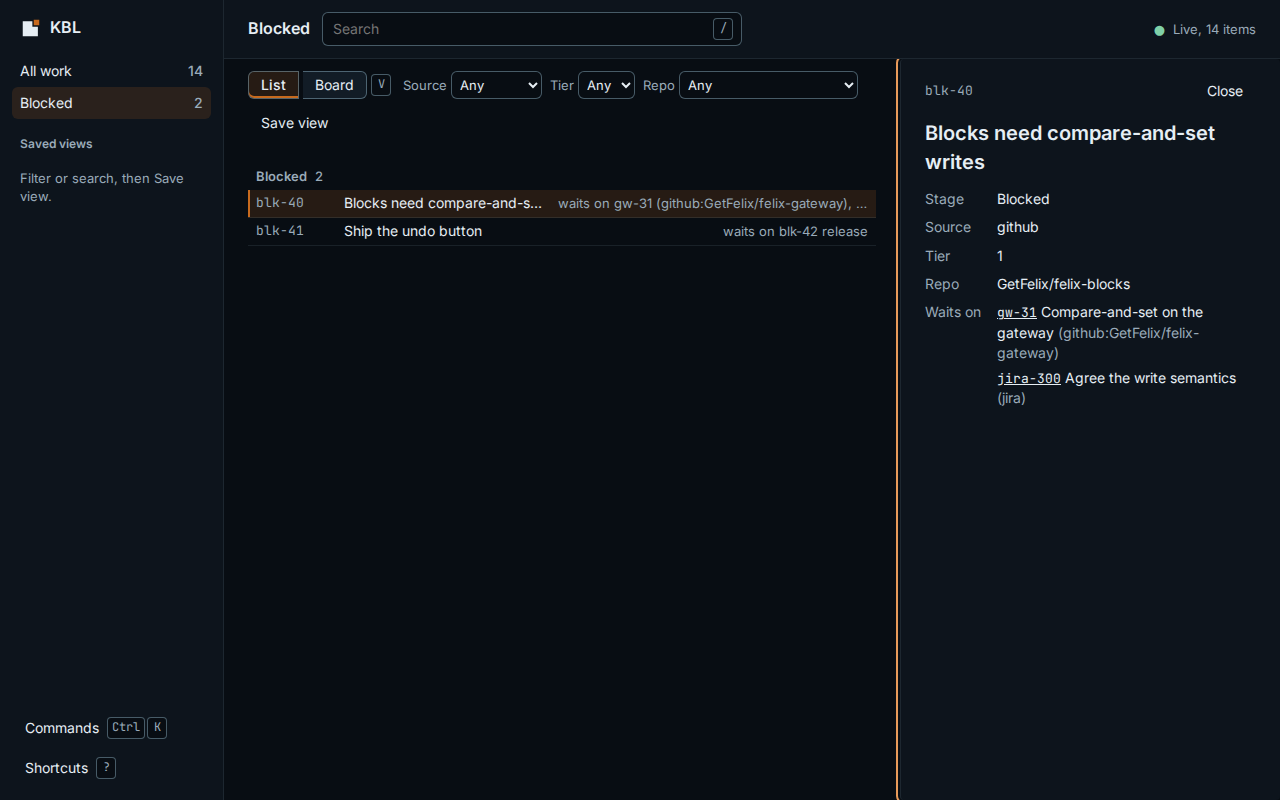 KBL
All work 14
Blocked 2
Saved views
Filter or search, then Save
view.
Commands Ctrl K
Shortcuts ?
Blocked Search /
Live, 14 items
List Board V Source Any Tier Any Repo Any
Save view
Blocked 2
blk-40 Blocks need compare-and-s... waits on gw-31 (github:GetFelix/felix-gateway), ...
blk-41 Ship the undo button waits on blk-42 release
blk-40 Close
Blocks need compare-and-set
writes
Stage Blocked
Source github
Tier 1
Repo GetFelix/felix-blocks
Waits on gw-31 Compare-and-set on the
gateway (github:GetFelix/felix-
gateway)
jira-300 Agree the write semantics
(jira)